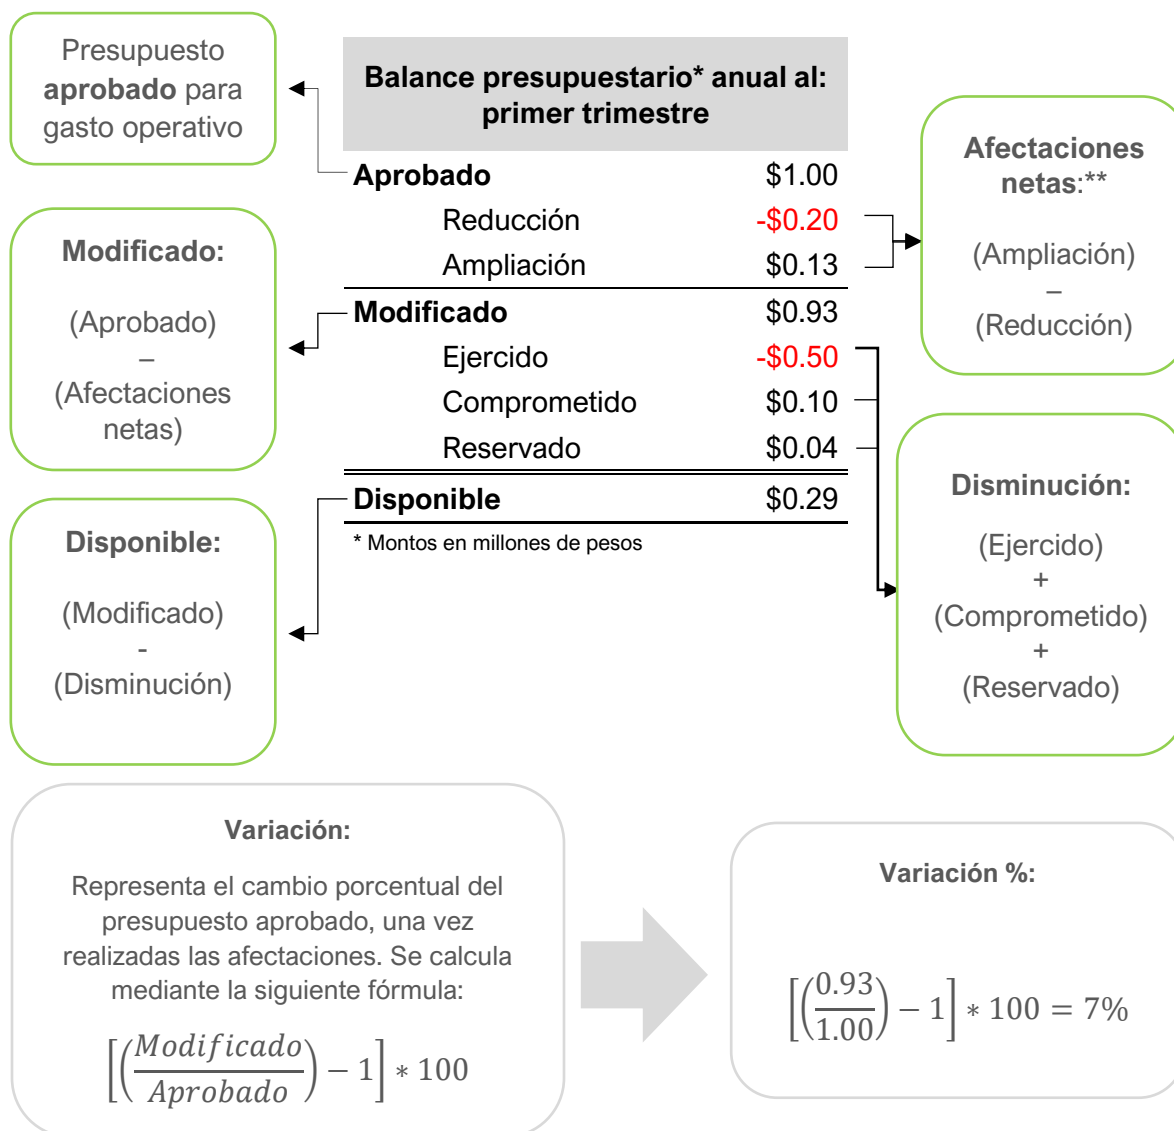 Presupuesto
aprobado para
gasto operativo
Balance presupuestario* anual al:
primer trimestre
Aprobado $1.00
Reducción -$0.20
Ampliación $0.13
Modificado $0.93
Ejercido -$0.50
Comprometido $0.10
Reservado $0.04
Disponible $0.29
* Montos en millones de pesos
Afectaciones
netas:**
(Ampliación)
–
(Reducción)
Modificado:
(Aprobado)
–
(Afectaciones
netas)
Disminución:
(Ejercido)
+
(Comprometido)
+
(Reservado)
Disponible:
(Modificado)
-
(Disminución)
Variación:
Representa el cambio porcentual del
presupuesto aprobado, una vez
realizadas las afectaciones. Se calcula
mediante la siguiente fórmula:
[(Modificado/Aprobado) − 1] ∗ 100
Variación %:
[(0.93/1.00) − 1] ∗ 100 = 7%